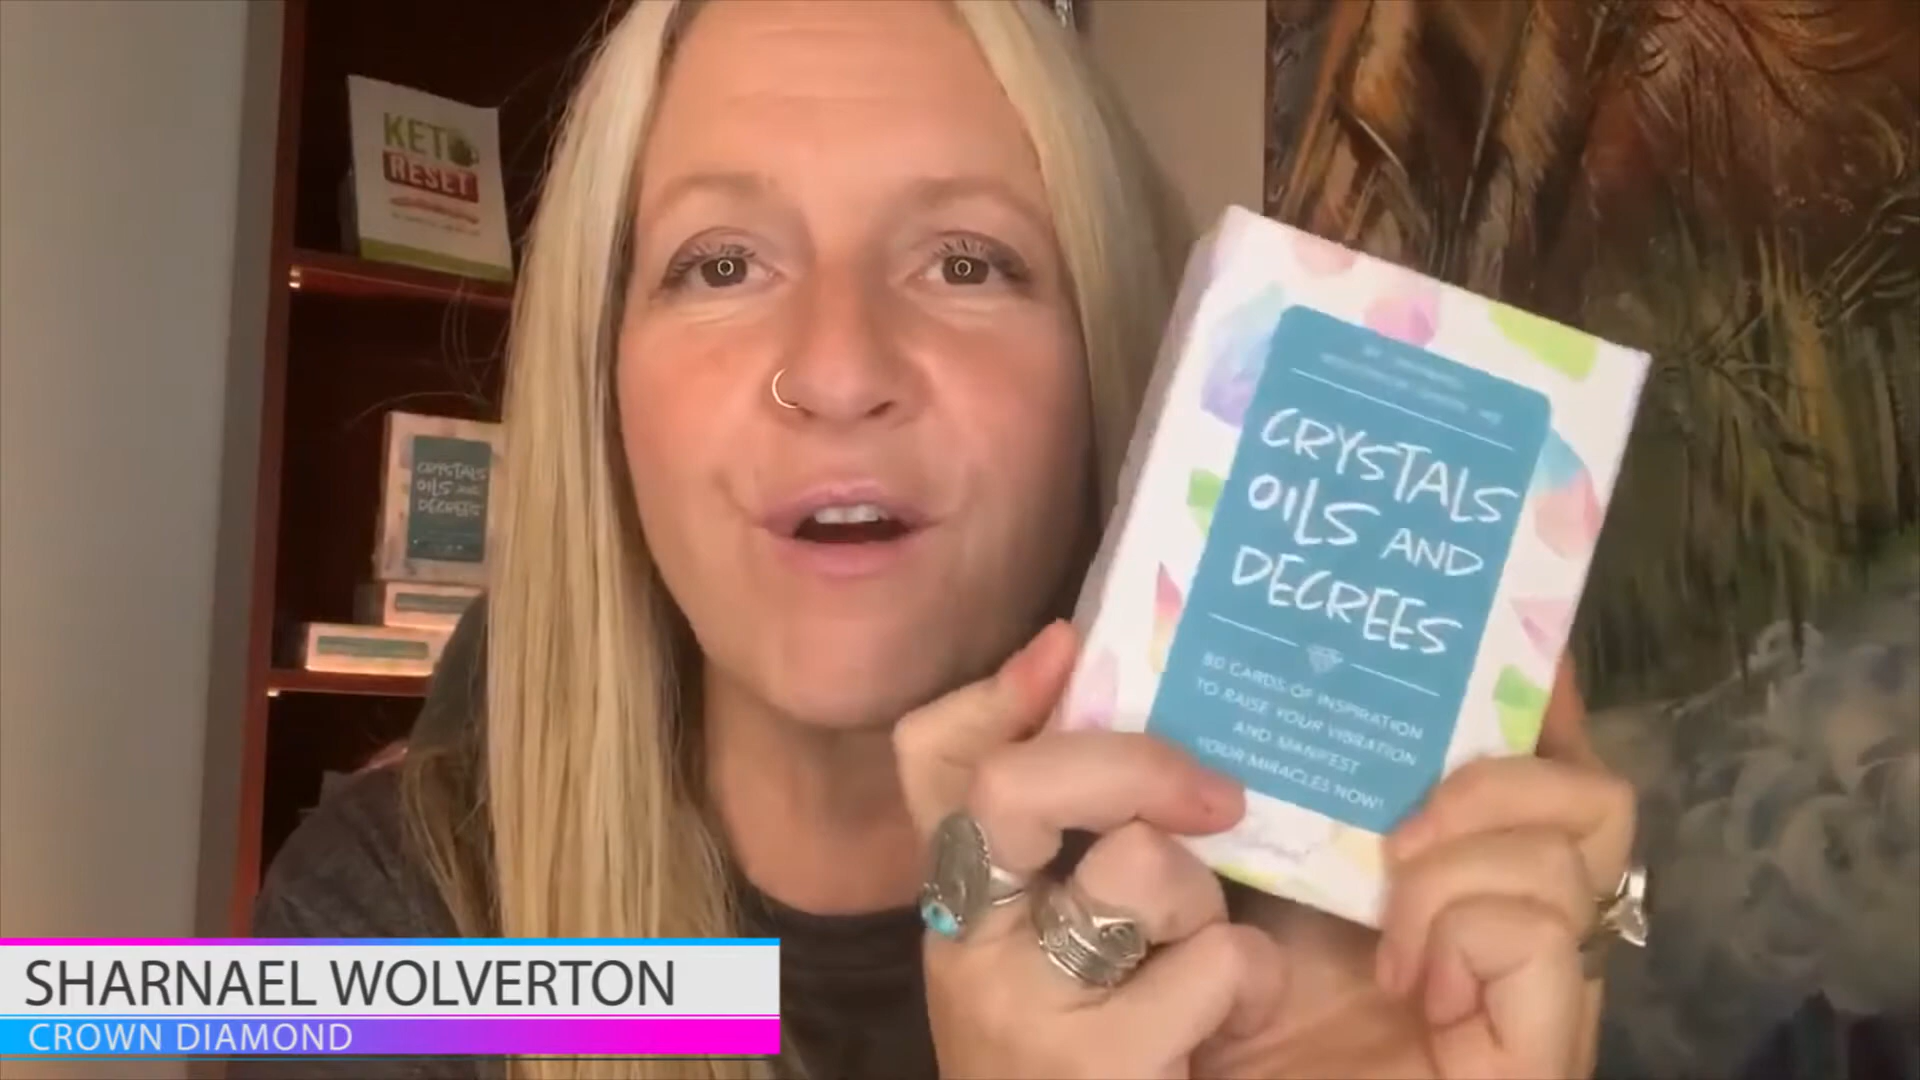 KETO
RESET
CRYSTALS
OILS AND
DECREES
CRYSTALS
OILS AND
DECREES
80 CARDS OF INSPIRATION
TO RAISE YOUR VIBRATION
AND MANIFEST
YOUR MIRACLES NOW!
SHARNAEL WOLVERTON
CROWN DIAMOND